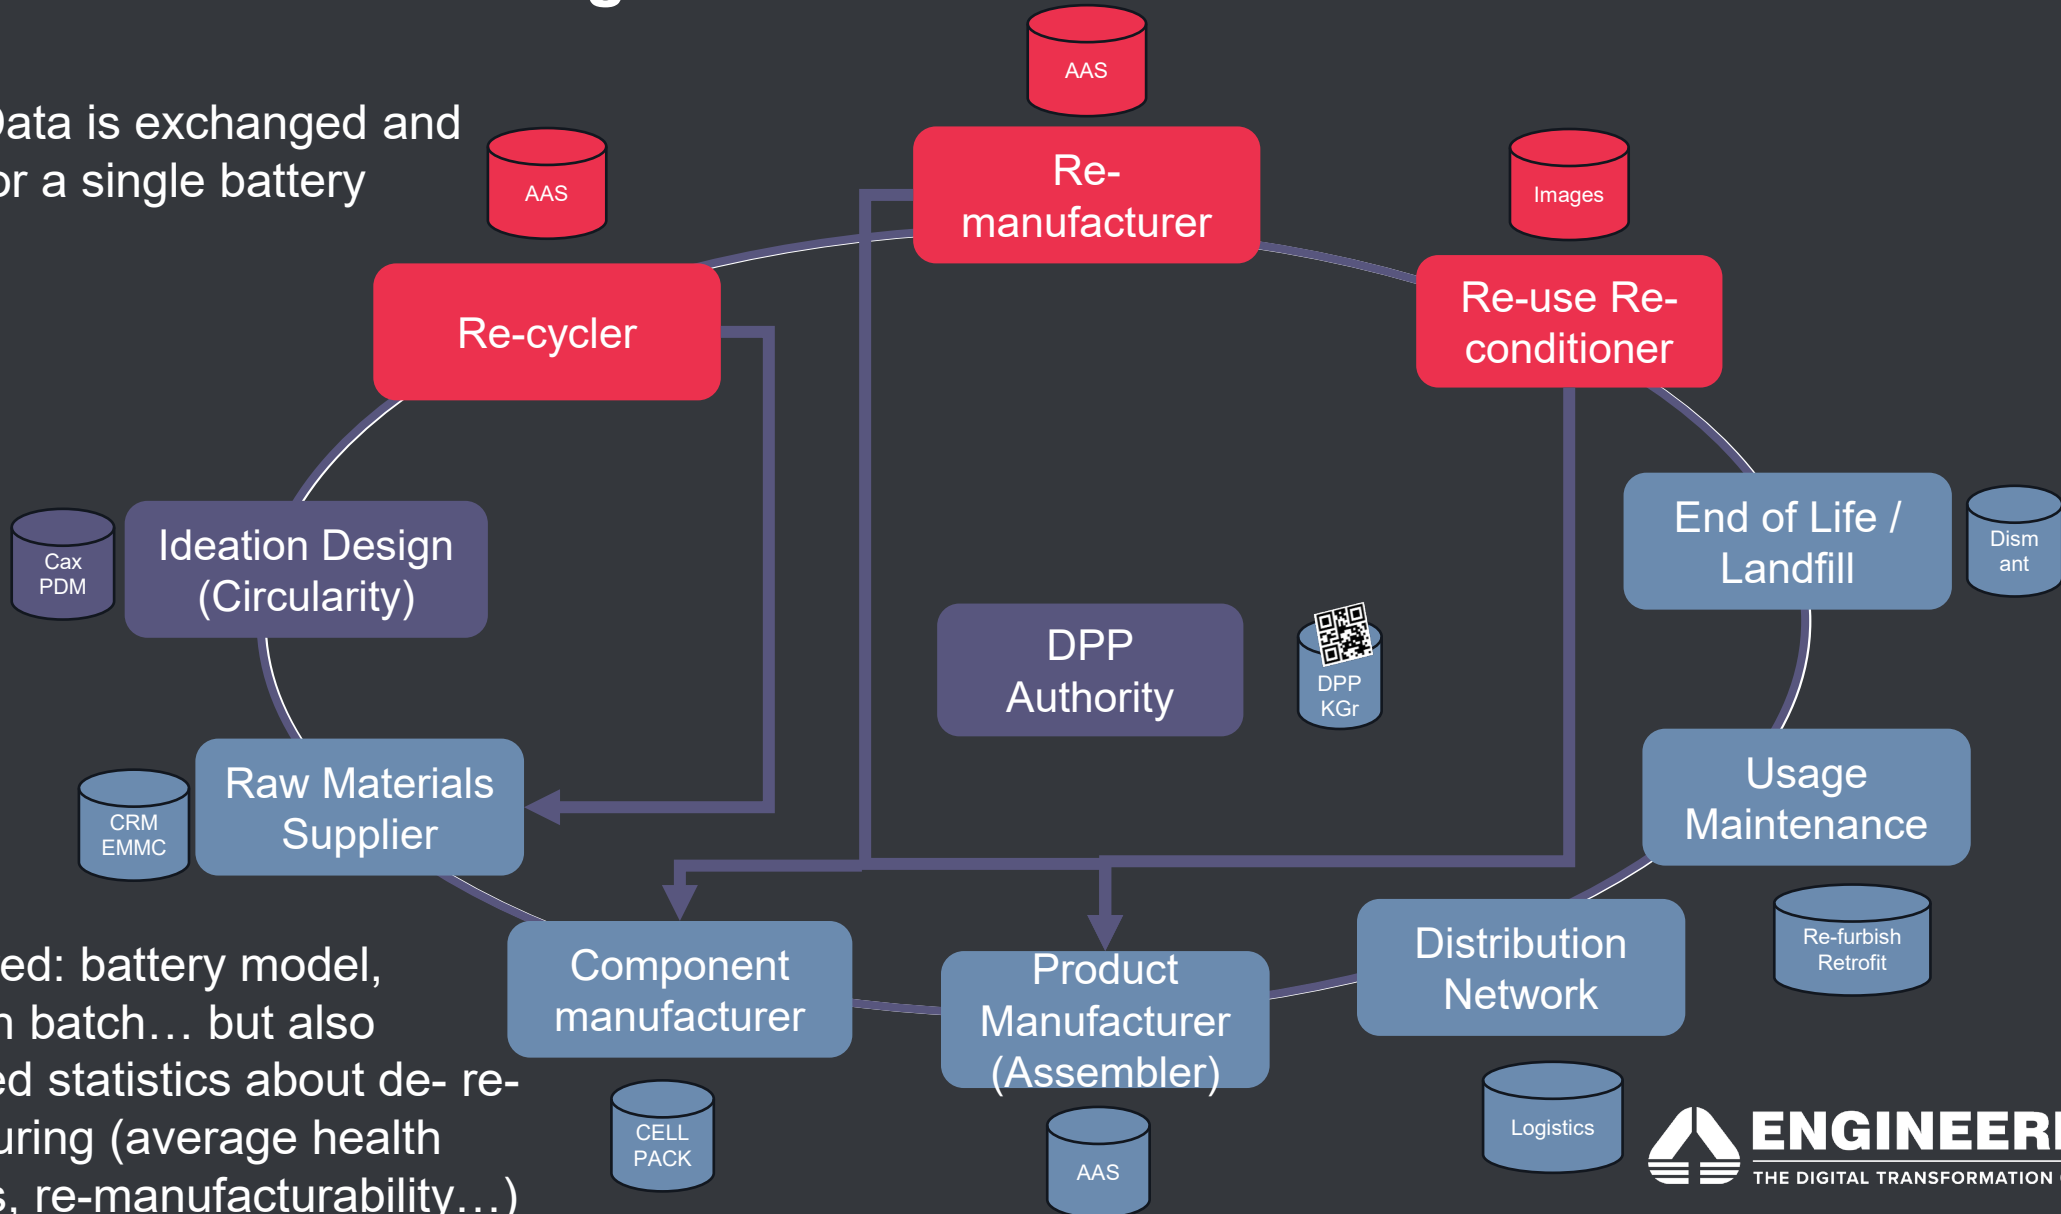 AAS
Data is exchanged and
or a single battery
AAS
Re-
manufacturer
Images
Re-cycler
Re-use Re-
conditioner
Cax
PDM
Ideation Design
(Circularity)
End of Life /
Landfill
Dism
ant
DPP
Authority
DPP
KGr
CRM
EMMC
Raw Materials
Supplier
Usage
Maintenance
Re-furbish
Retrofit
Component
manufacturer
Product
Manufacturer
(Assembler)
Distribution
Network
ed: battery model,
n batch… but also
ed statistics about de- re-
uring (average health
s, re-manufacturability…)
CELL
PACK
AAS
Logistics
ENGINEERI
THE DIGITAL TRANSFORMATION